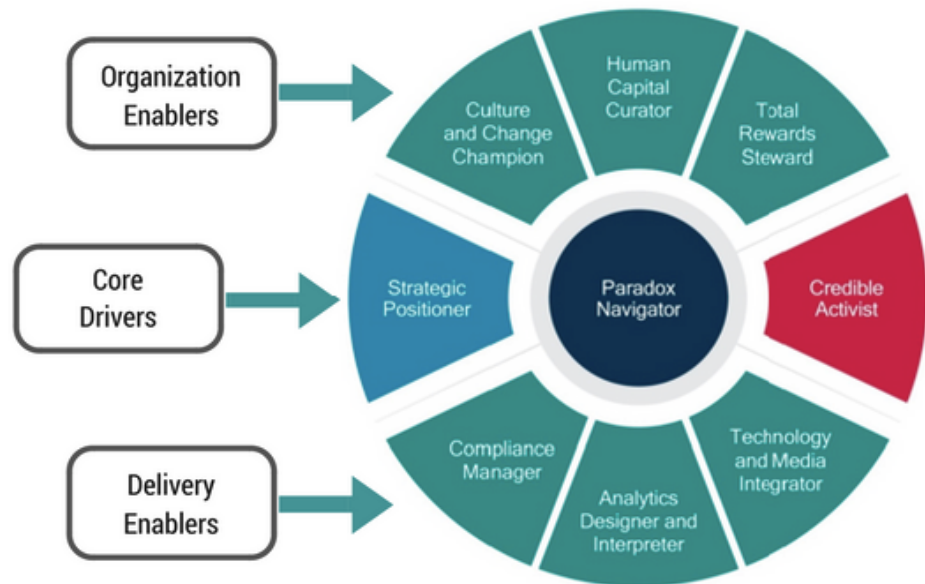 Organization
Enablers
Culture
and Change
Champion
Human
Capital
Curator
Total
Rewards
Steward
Core
Drivers
Strategic
Positioner
Paradox
Navigator
Credible
Activist
Delivery
Enablers
Compliance
Manager
Analytics
Designer and
Interpreter
Technology
and Media
Integrator